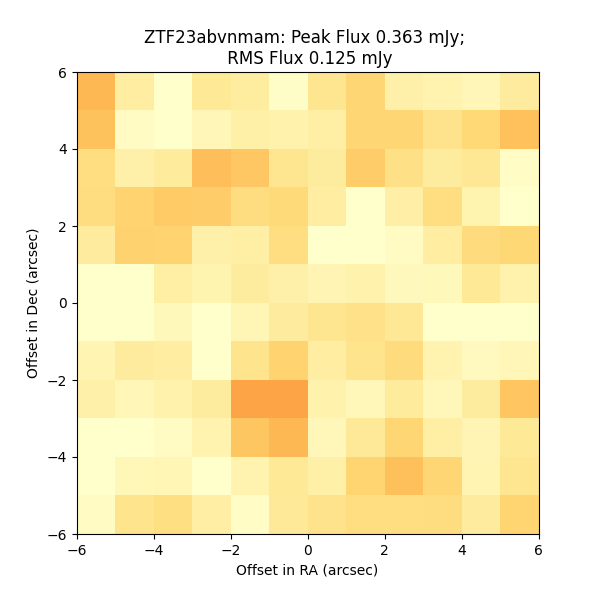 ZTF23abvnmam: Peak Flux 0.363 mJy;
RMS Flux 0.125 mJy
6
4
2
0
−2
−4
−6
Offset in Dec (arcsec)
−6 −4 −2 0 2 4 6
Offset in RA (arcsec)